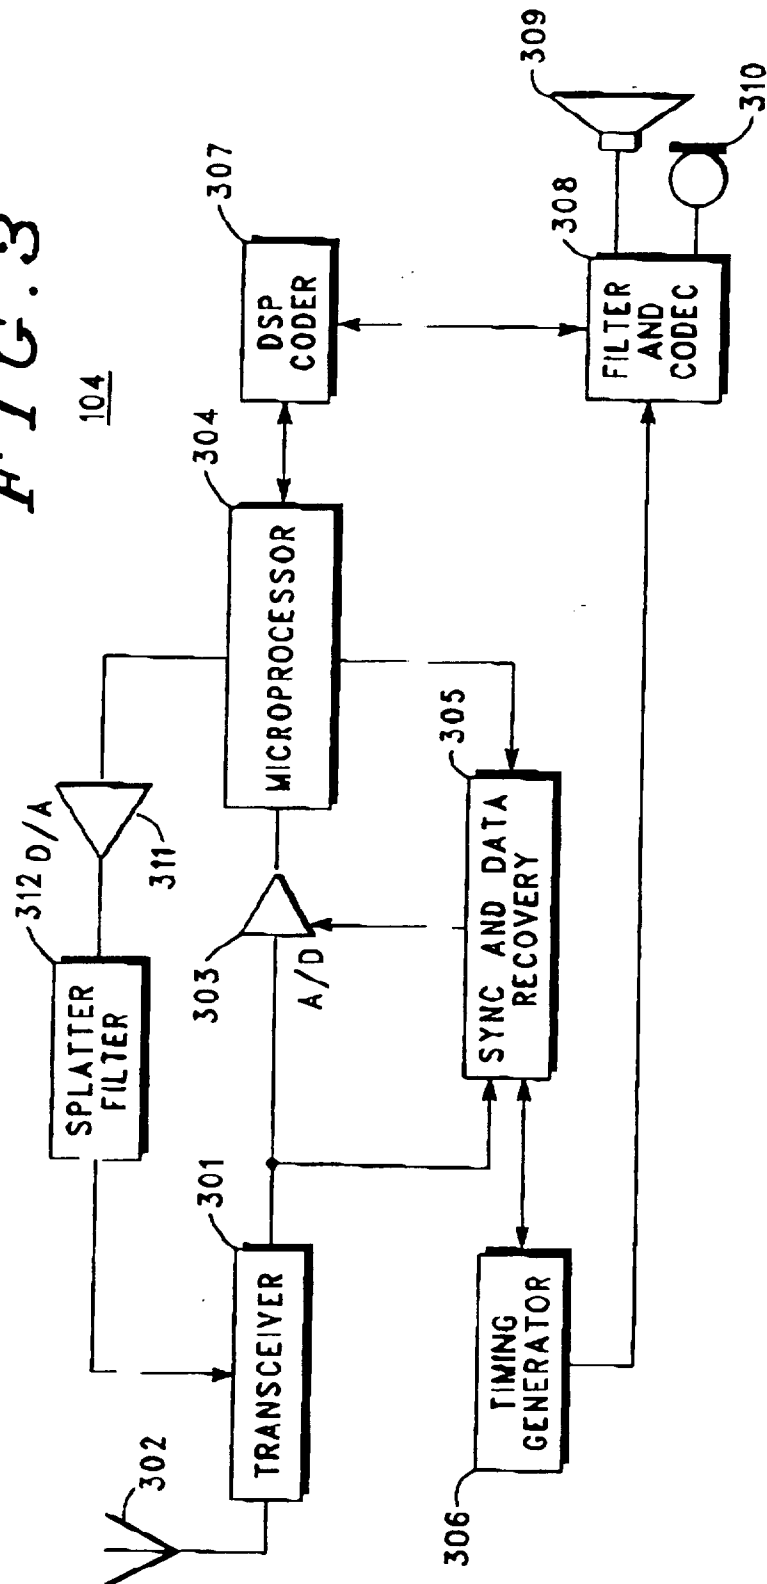 FIG. 3
104
302
TRANSCEIVER
301
312
SPLATTER
FILTER
D/A
311
303
A/D
MICROPROCESSOR
304
DSP
CODER
307
305
SYNC AND DATA
RECOVERY
306
TIMING
GENERATOR
FILTER
AND
CODEC
308
309
310